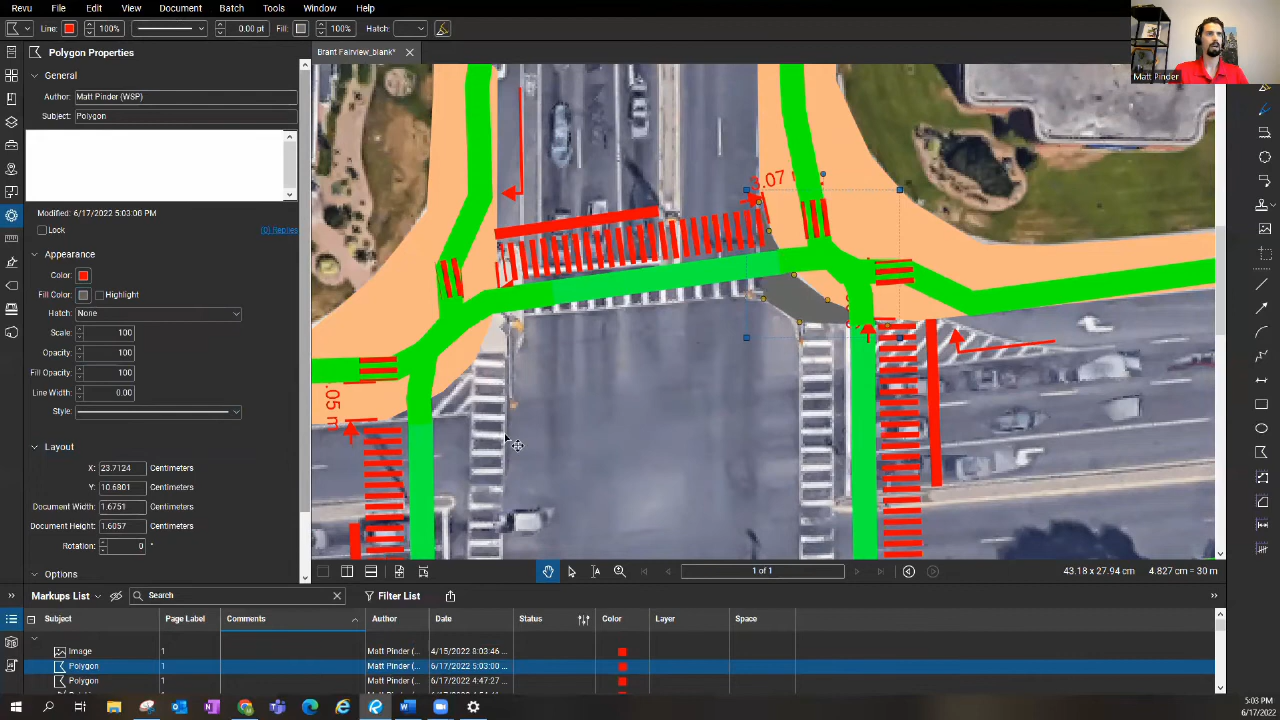 Revu File Edit View Document Batch Tools Window Help
Line: 100% 0.00 pt Fill: 100% Hatch:
Matt Pinder
Brant Fairview_blank*
Polygon Properties
General
Author: Matt Pinder (WSP)
Subject: Polygon
Modified: 6/17/2022 5:03:00 PM
Lock (0) Replies
Appearance
Color:
Fill Color: Highlight
Hatch: None
Scale: 100
Opacity: 100
Fill Opacity: 100
Line Width: 0.00
Style:
Layout
X: 23.7124 Centimeters
Y: 10.6801 Centimeters
Document Width: 1.6751 Centimeters
Document Height: 1.6057 Centimeters
Rotation: 0 °
Options
3.07
.05 m
1 of 1
43.18 x 27.94 cm 4.827 cm = 30 m
Markups List Search Filter List
Subject Page Label Comments Author Date Status Color Layer Space
Image 1 Matt Pinder (... 4/15/2022 8:03:46 ...
Polygon 1 Matt Pinder (... 6/17/2022 5:03:00 ...
Polygon 1 Matt Pinder (... 6/17/2022 4:47:27 ...
5:03 PM
6/17/2022